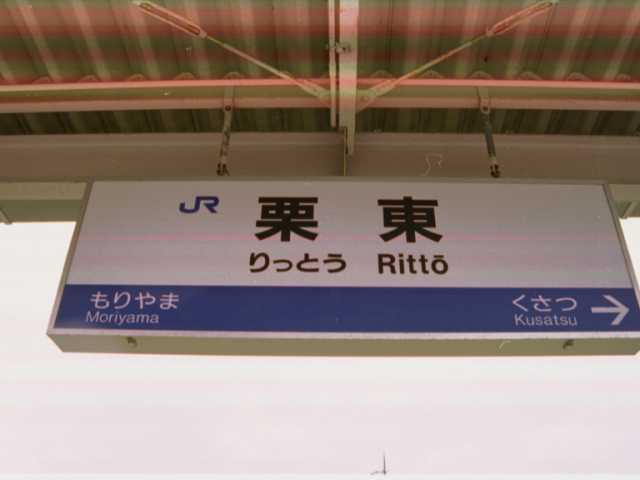 JR 栗東
りっとう Rittō
もりやま くさつ →
Moriyama Kusatsu